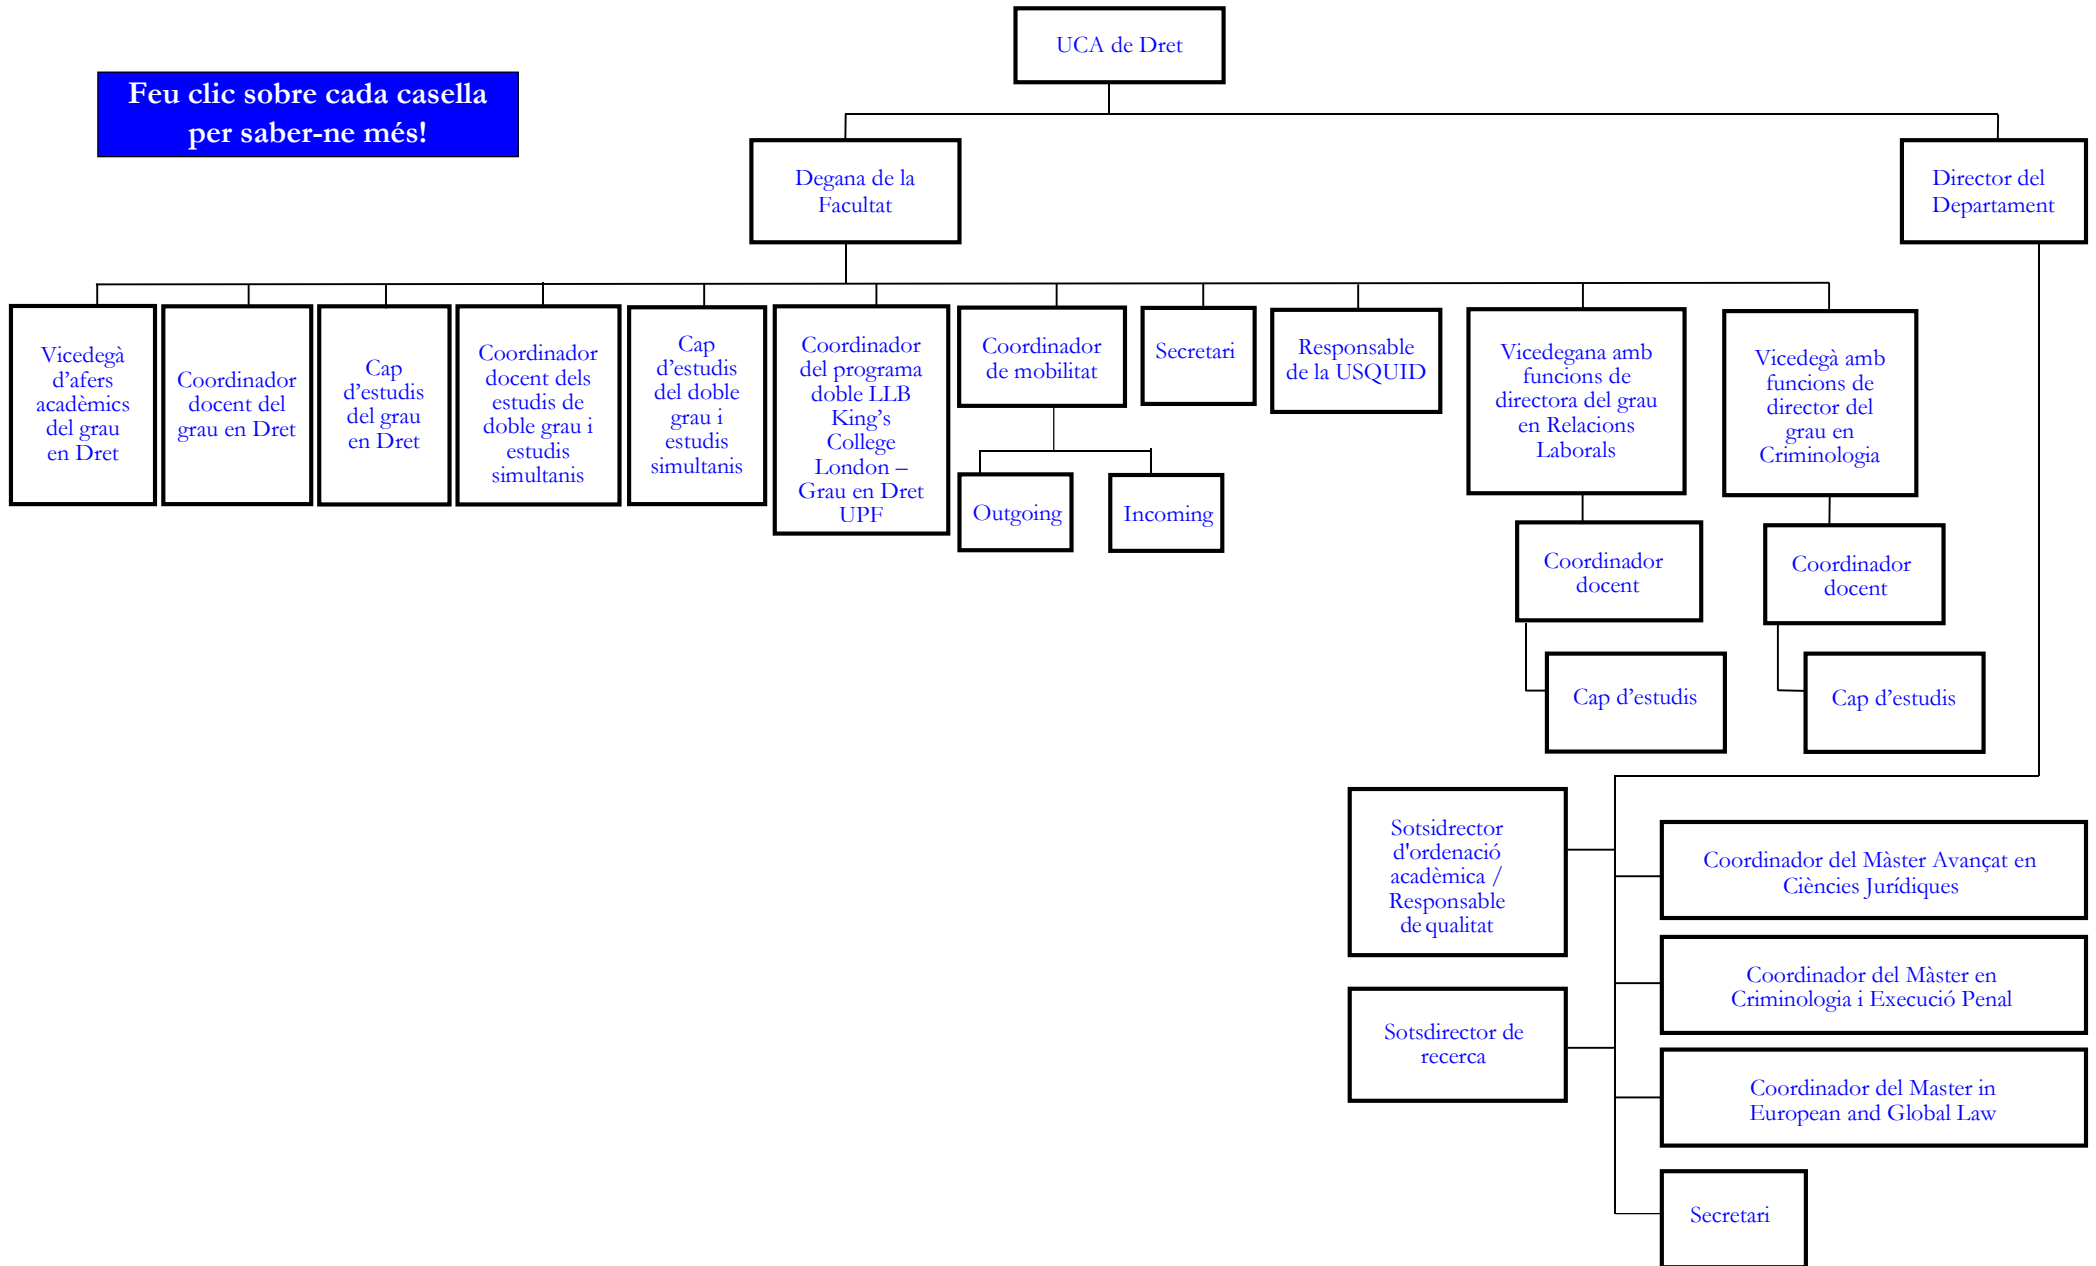 UCA de Dret
Feu clic sobre cada casella
per saber-ne més!
Degana de la
Facultat
Director del
Departament
Vicedegà
d'afers
acadèmics
del grau
en Dret
Coordinador
docent del
grau en Dret
Cap
d'estudis
del grau
en Dret
Coordinador
docent dels
estudis de
doble grau i
estudis
simultanis
Cap
d'estudis
del doble
grau i
estudis
simultanis
Coordinador
del programa
doble LLB
King's
College
London –
Grau en Dret
UPF
Coordinador
de mobilitat
Secretari
Responsable
de la USQUID
Vicedegana amb
funcions de
directora del grau
en Relacions
Laborals
Vicedegà amb
funcions de
director del
grau en
Criminologia
Outgoing
Incoming
Coordinador
docent
Coordinador
docent
Cap d'estudis
Cap d'estudis
Sotsidrector
d'ordenació
acadèmica /
Responsable
de qualitat
Coordinador del Màster Avançat en
Ciències Jurídiques
Coordinador del Màster en
Criminologia i Execució Penal
Sotsdirector de
recerca
Coordinador del Master in
European and Global Law
Secretari